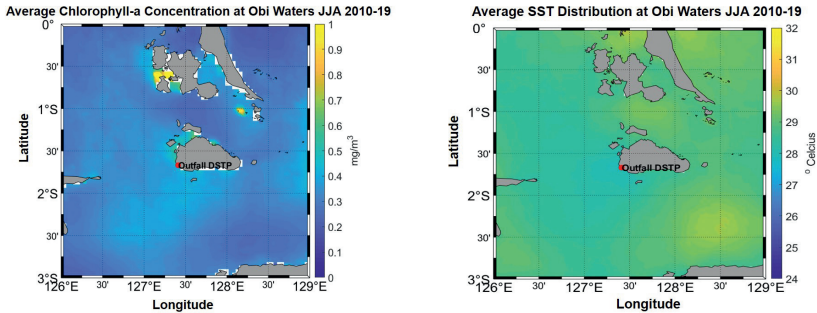 Average Chlorophyll-a Concentration at Obi Waters JJA 2010-19
0°
30'
1°S
30'
2°S
30'
3°S
Latitude
126°E
30'
127°E
30'
128°E
30'
129°E
Longitude
Outfall DSTP
1
0.9
0.8
0.7
0.6
0.5
0.4
0.3
0.2
0.1
0
mg/m³
Average SST Distribution at Obi Waters JJA 2010-19
0°
30'
1°S
30'
2°S
30'
3°S
Latitude
126°E
30'
127°E
30'
128°E
30'
129°E
Longitude
Outfall DSTP
32
31
30
29
28
27
26
25
24
° Celcius